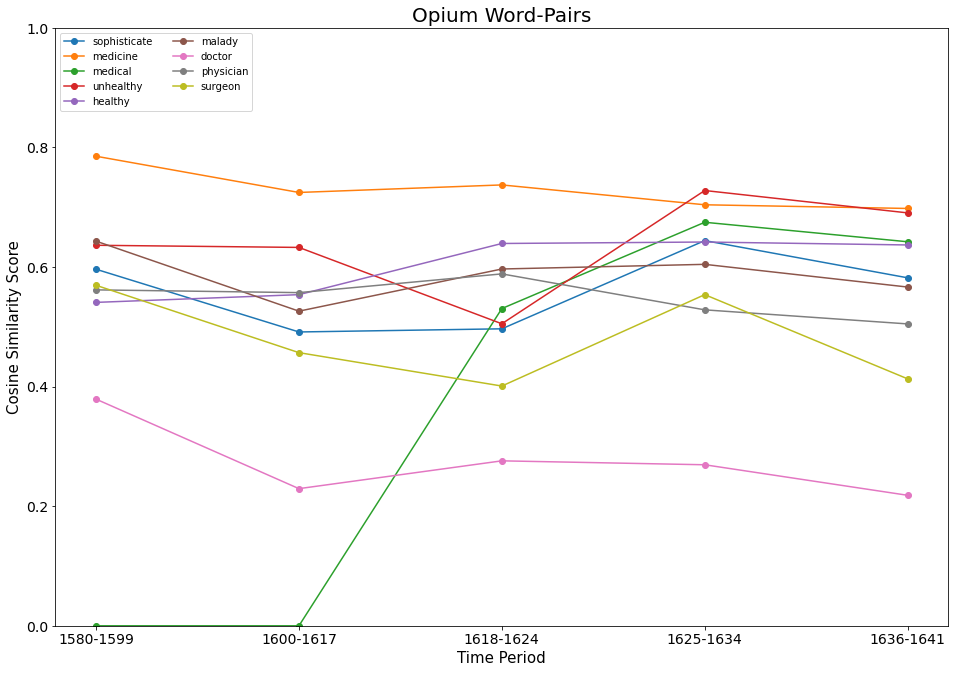 Opium Word-Pairs
sophisticate
medicine
medical
unhealthy
healthy
malady
doctor
physician
surgeon
1.0
0.8
0.6
0.4
0.2
0.0
Cosine Similarity Score
1580-1599
1600-1617
1618-1624
1625-1634
1636-1641
Time Period